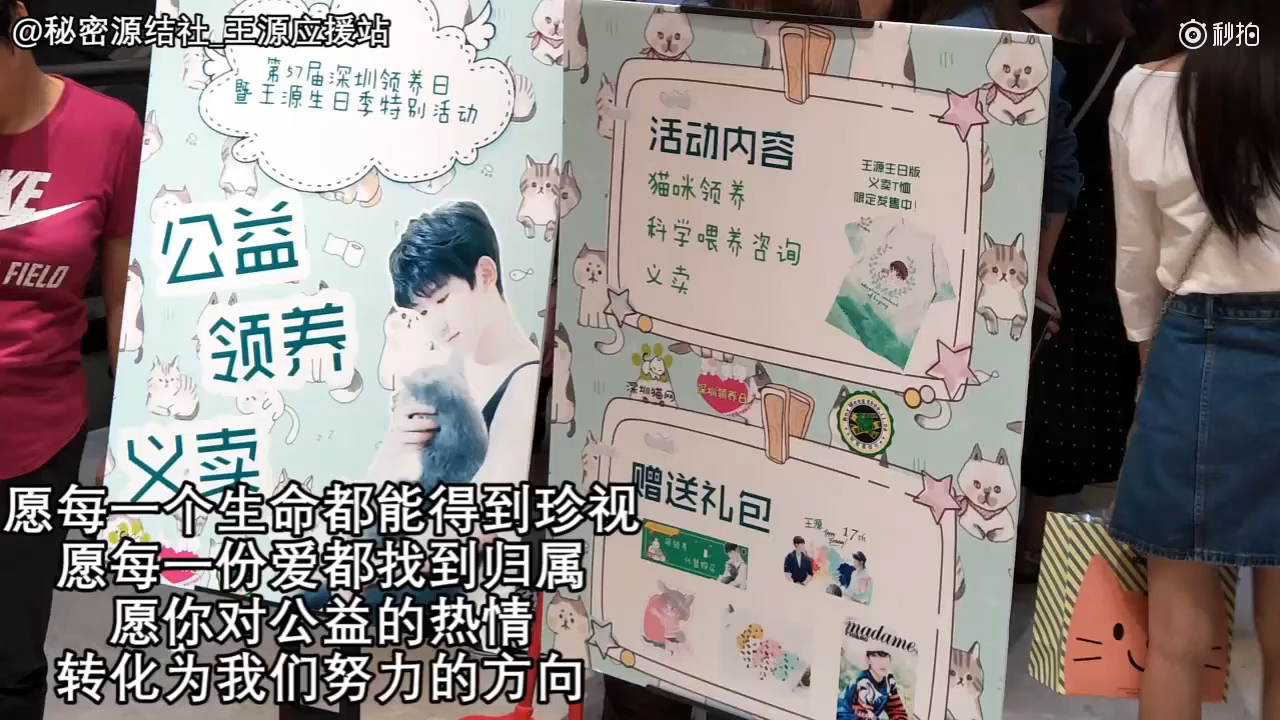 @秘密源结社_王源应援站
秒拍
第57届深圳领养日
暨王源生日季特别活动
公益
领养
义卖
NIKE
FIELD
活动内容
猫咪领养
科学喂养咨询
义卖
王源生日版
义卖T恤
限定发售中!
深圳猫网
深圳领养日
赠送礼包
王源 17th
madame
愿每一个生命都能得到珍视
愿每一份爱都找到归属
愿你对公益的热情
转化为我们努力的方向